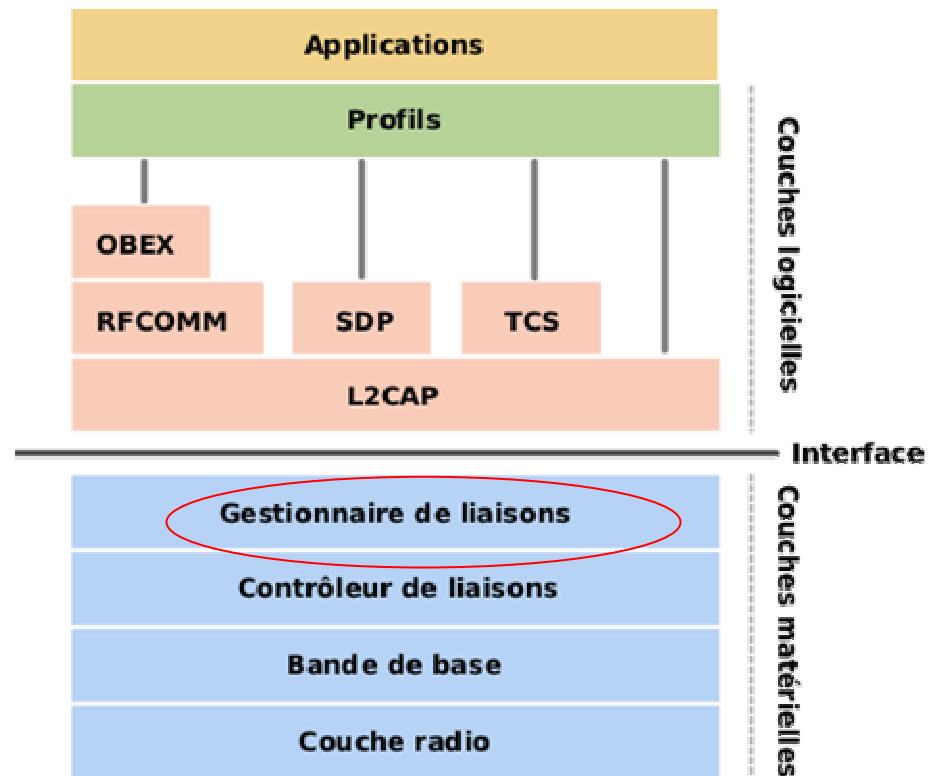 Applications
Profils
OBEX
RFCOMM
SDP
TCS
L2CAP
Couches logicielles
Interface
Gestionnaire de liaisons
Contrôleur de liaisons
Bande de base
Couche radio
Couches matérielles